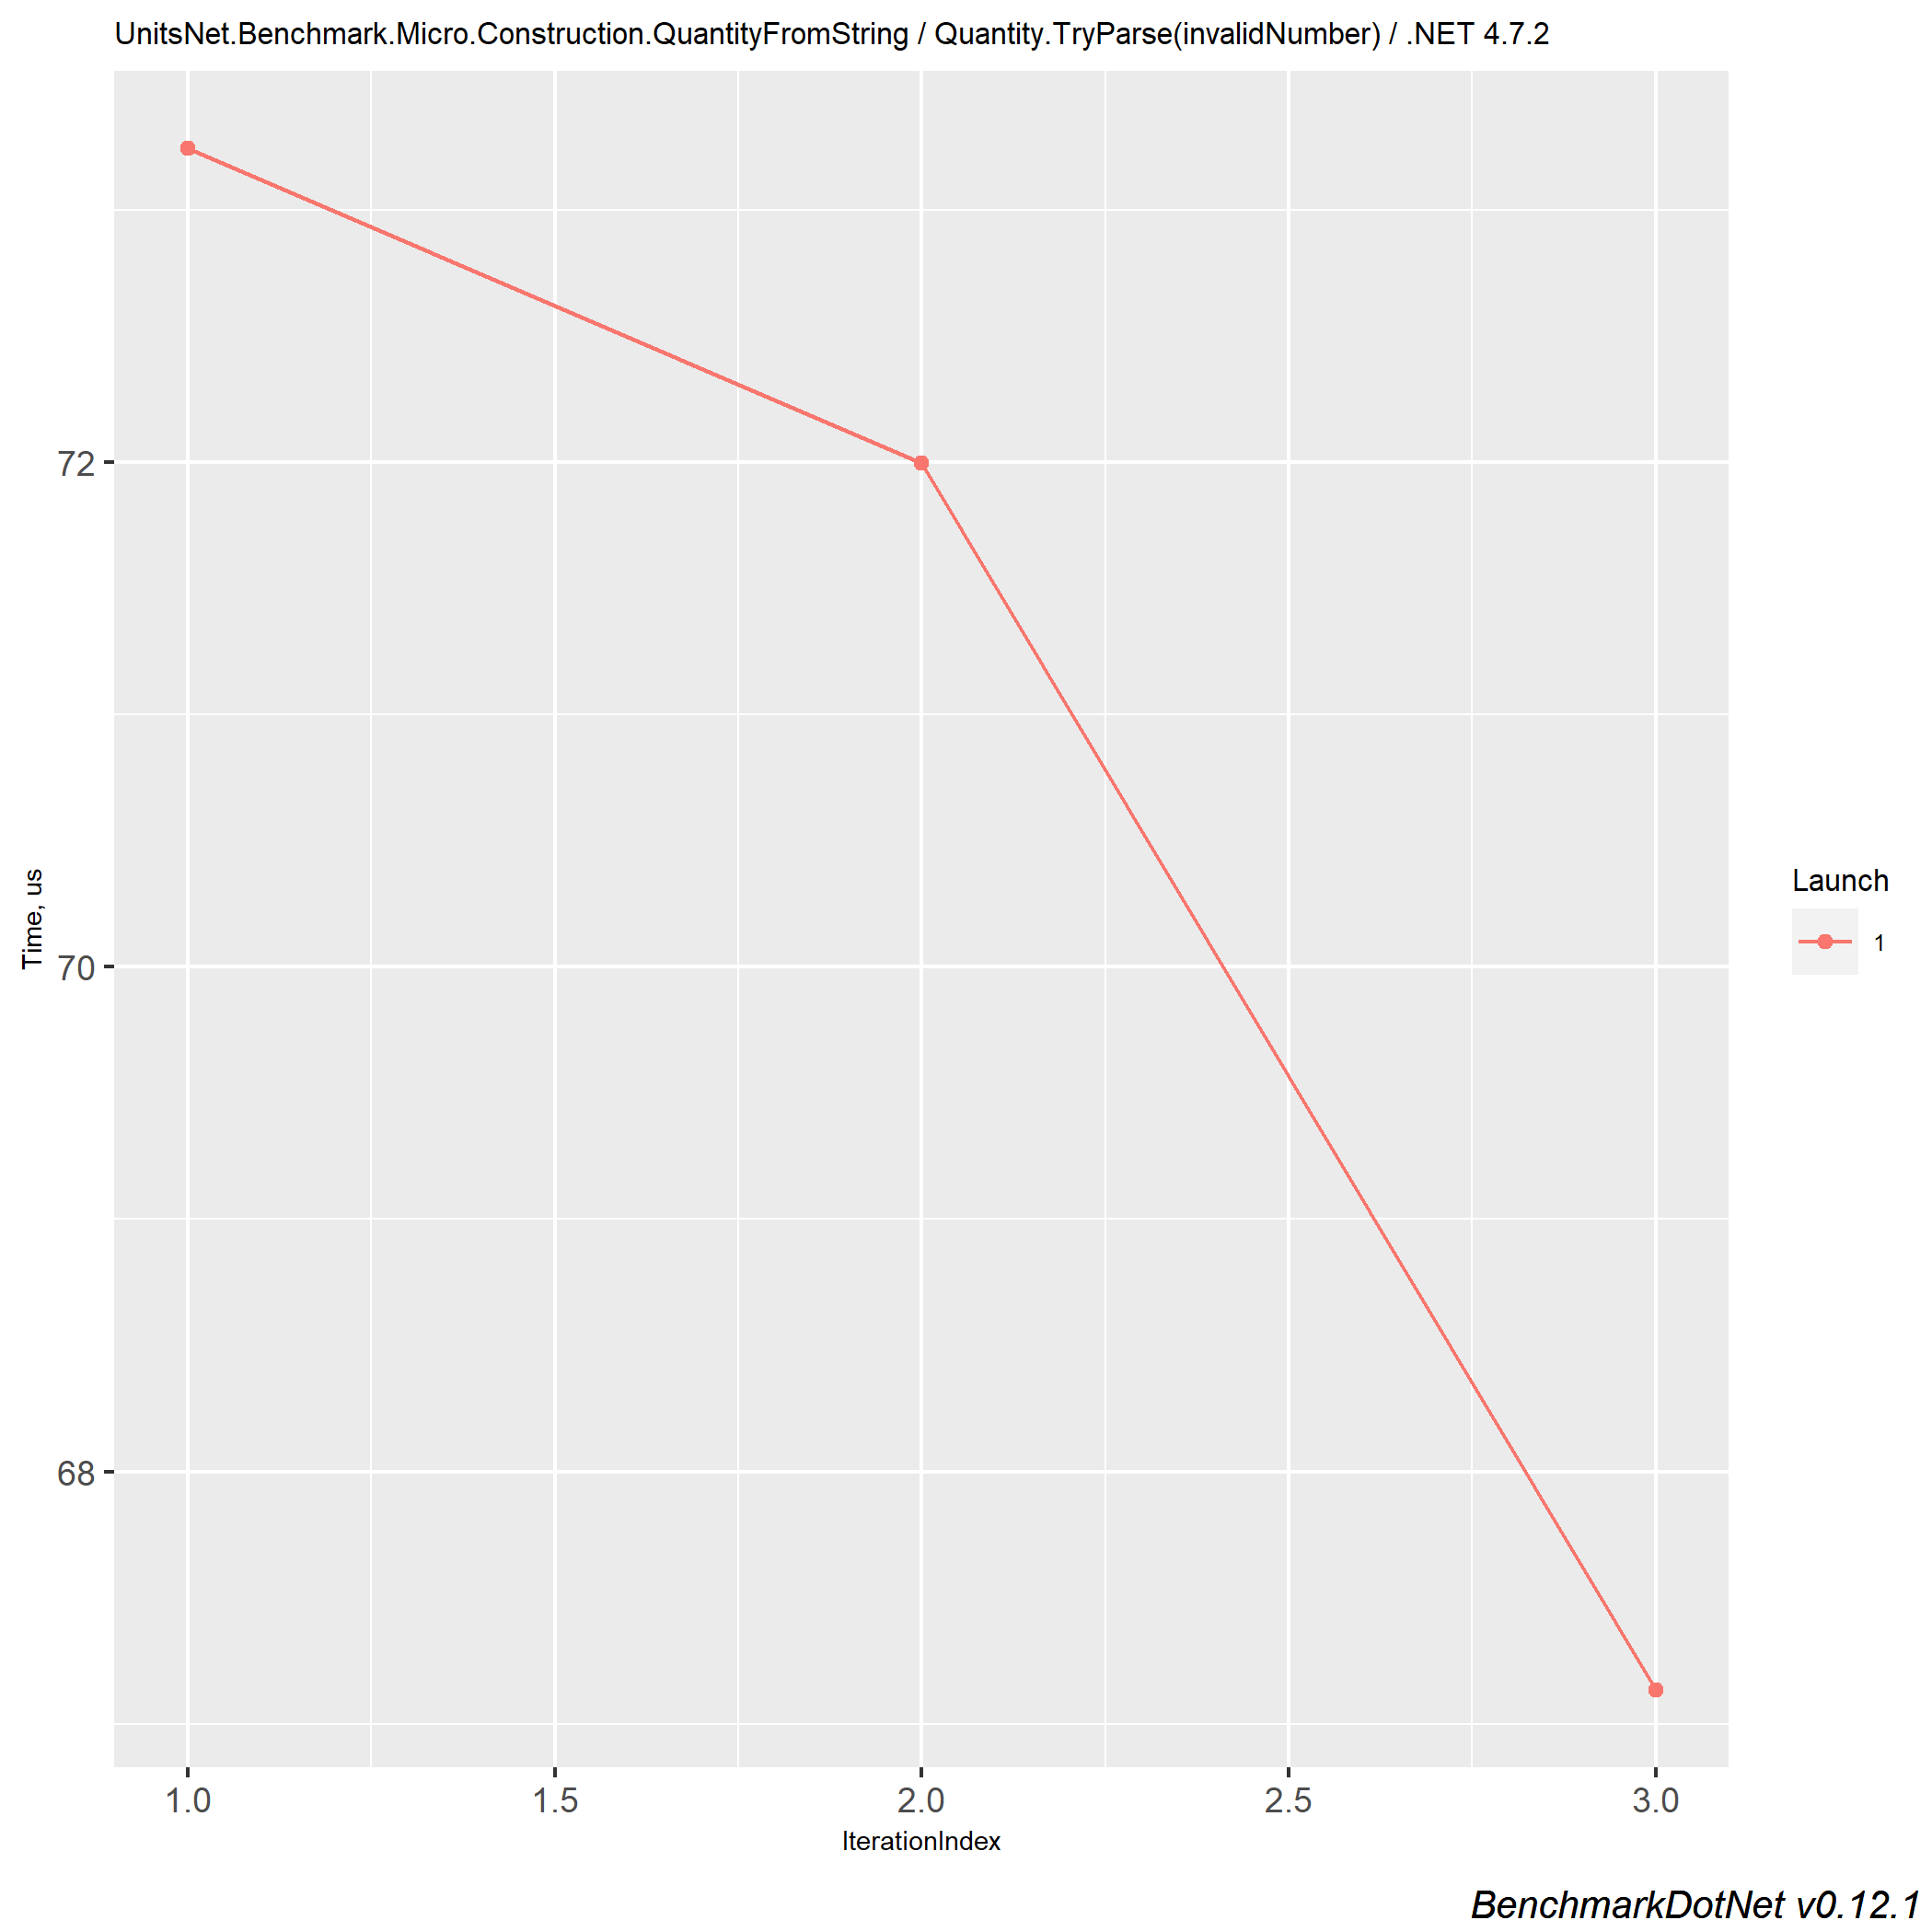 UnitsNet.Benchmark.Micro.Construction.QuantityFromString / Quantity.TryParse(invalidNumber) / .NET 4.7.2
72
70
68
Time, us
1.0 1.5 2.0 2.5 3.0
IterationIndex
Launch
1
BenchmarkDotNet v0.12.1